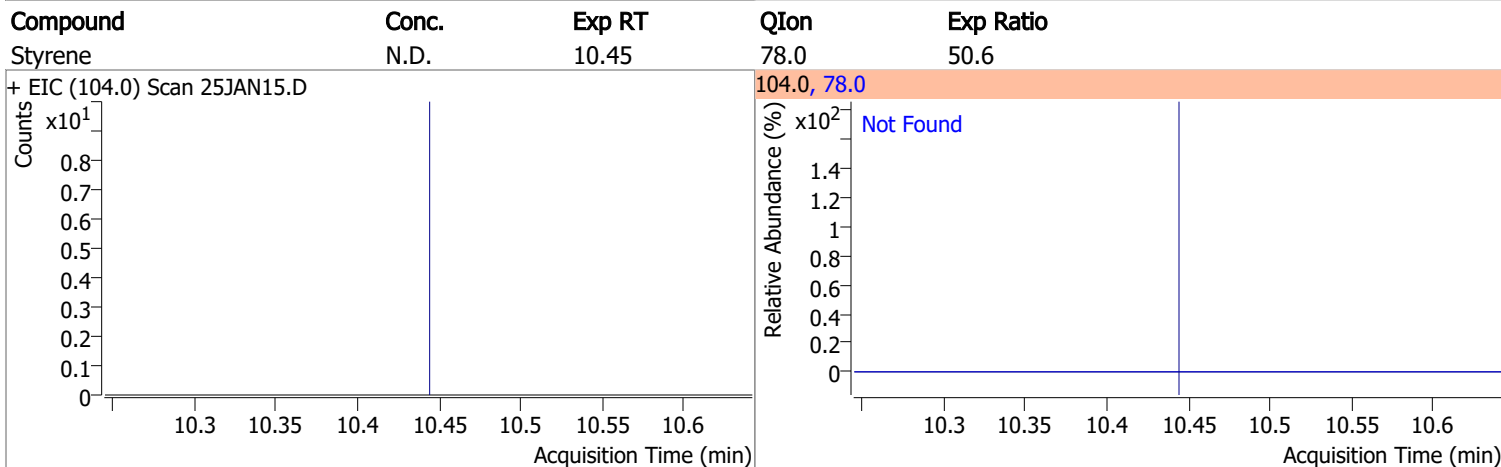 Compound Conc. Exp RT QIon Exp Ratio
Styrene N.D. 10.45 78.0 50.6
+ EIC (104.0) Scan 25JAN15.D
Counts
x10¹
0.8
0.7
0.6
0.5
0.4
0.3
0.2
0.1
0
10.3 10.35 10.4 10.45 10.5 10.55 10.6
Acquisition Time (min)
104.0, 78.0
Relative Abundance (%)
x10²
Not Found
1.4
1.2
1
0.8
0.6
0.4
0.2
0
10.3 10.35 10.4 10.45 10.5 10.55 10.6
Acquisition Time (min)